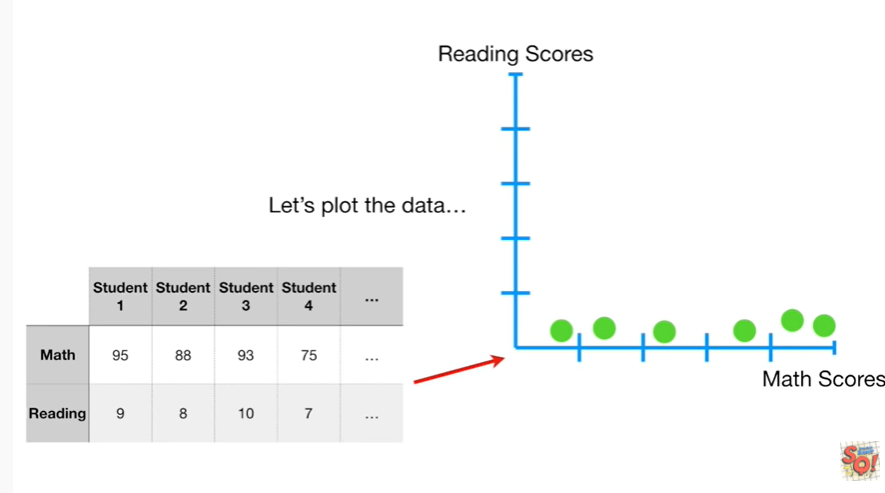 Reading Scores
Let's plot the data...
Student 1 Student 2 Student 3 Student 4 ...
Math 95 88 93 75 ...
Reading 9 8 10 7 ...
Math Scores
SQ!